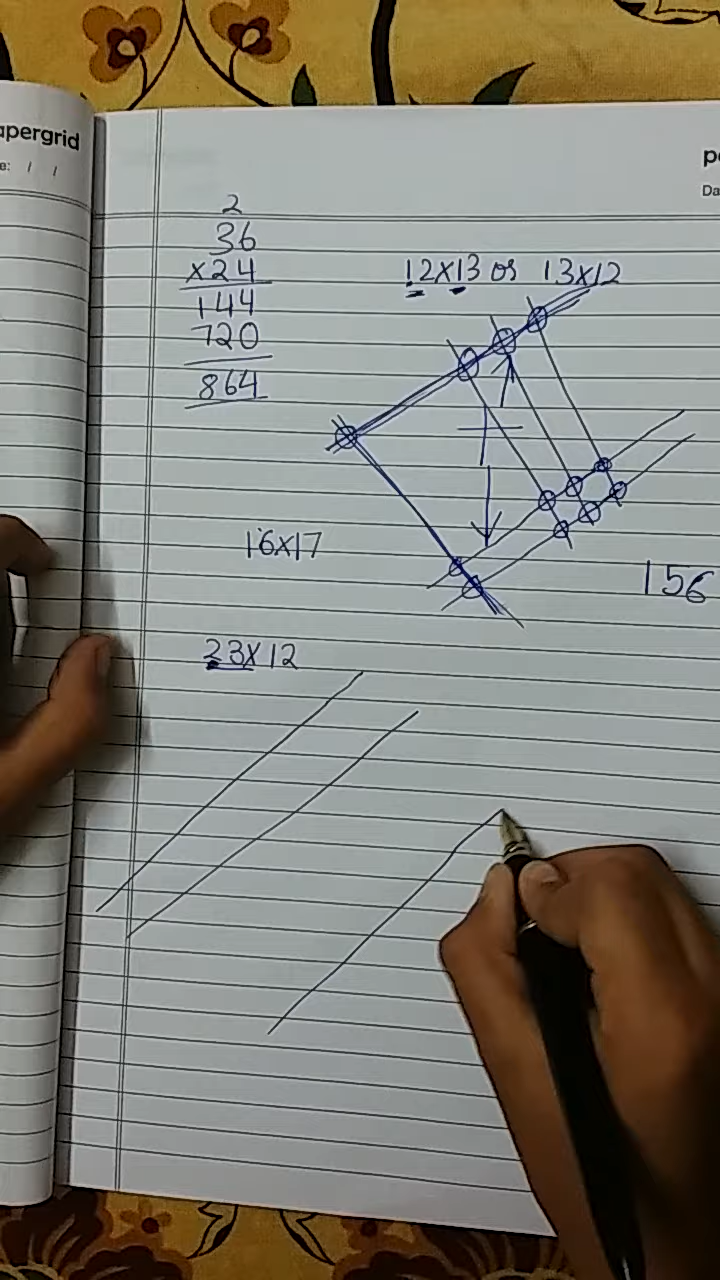 apergrid
e: / /
2
36
x24
144
720
864
12x13 or 13x12
16x17
156
23x12